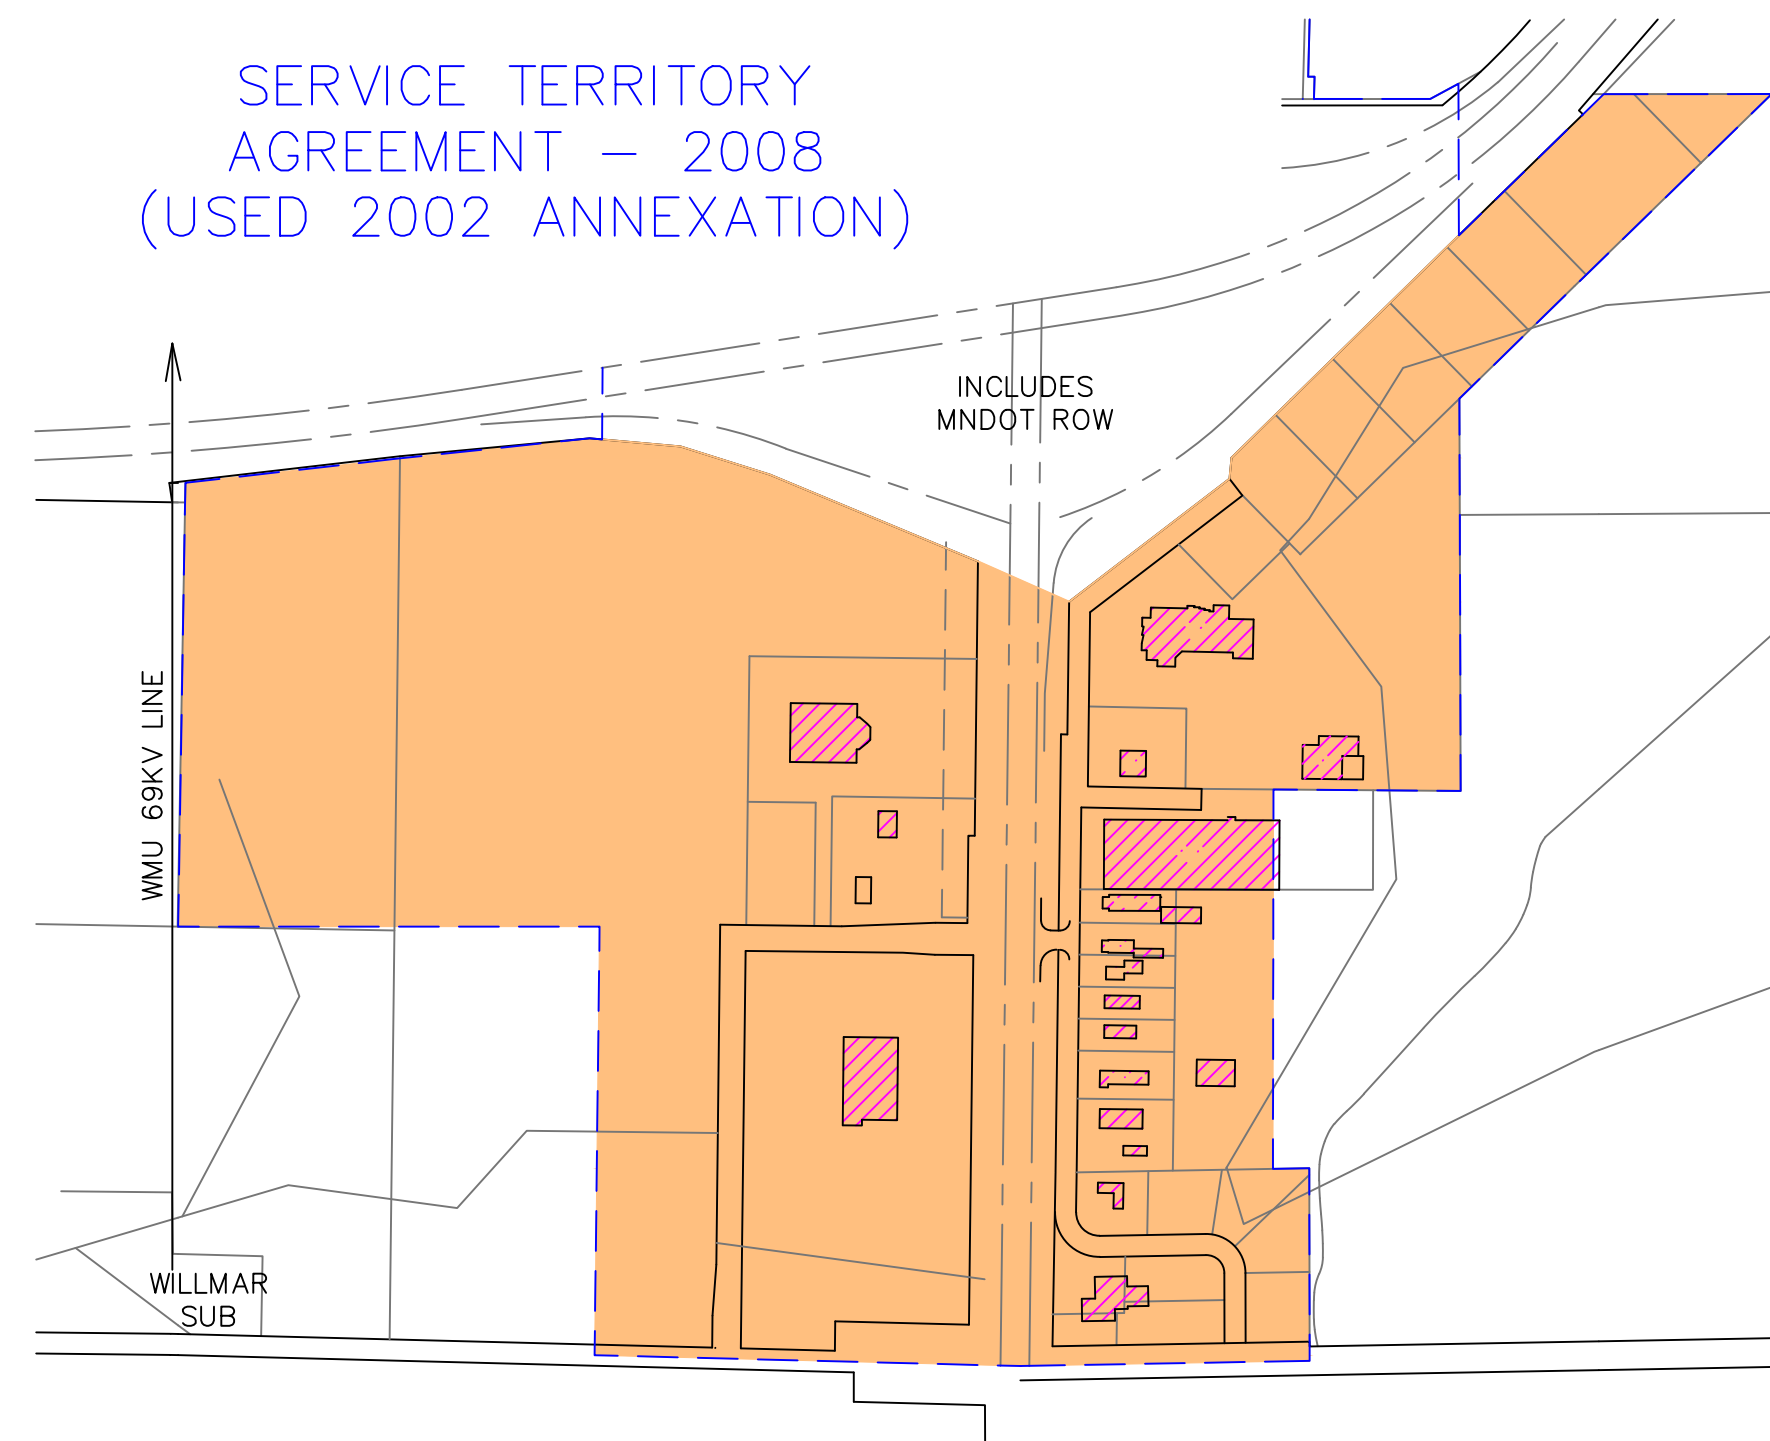 SERVICE TERRITORY
AGREEMENT – 2008
(USED 2002 ANNEXATION)
INCLUDES
MNDOT ROW
WMU 69KV LINE
WILLMAR
SUB